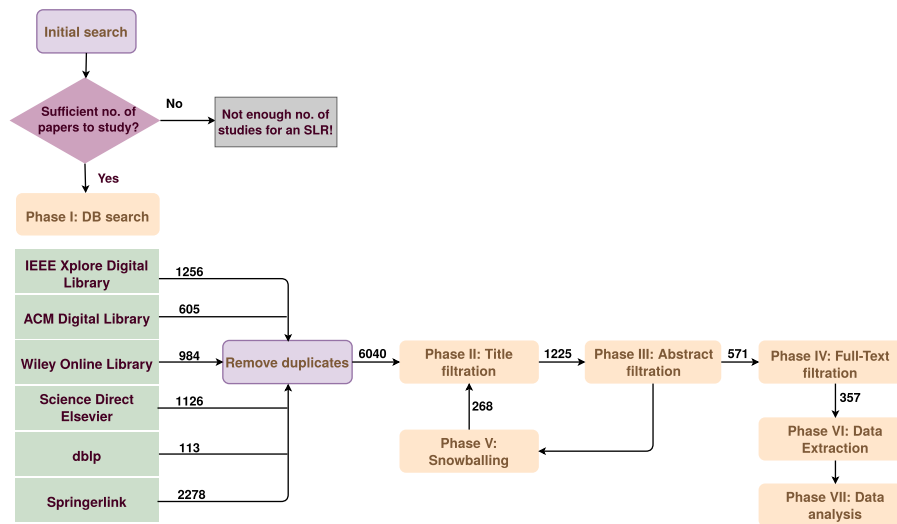 Initial search
Sufficient no. of
papers to study?
No
Not enough no. of
studies for an SLR!
Yes
Phase I: DB search
IEEE Xplore Digital
Library
1256
ACM Digital Library
605
Wiley Online Library
984
Science Direct
Elsevier
1126
dblp
113
Springerlink
2278
Remove duplicates
6040
Phase II: Title
filtration
1225
Phase III: Abstract
filtration
571
Phase IV: Full-Text
filtration
268
Phase V:
Snowballing
357
Phase VI: Data
Extraction
Phase VII: Data
analysis